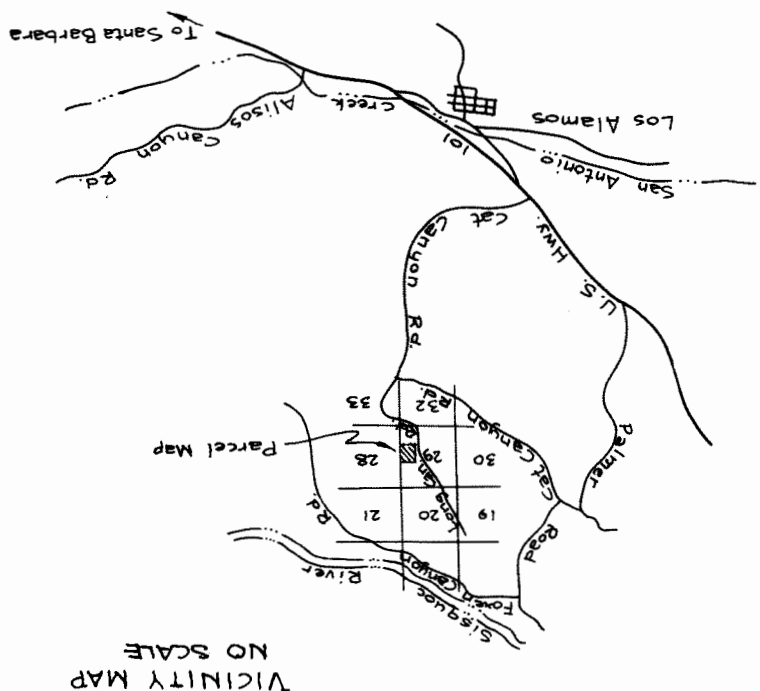 VICINITY MAP
NO SCALE
Sisquoc River
Foxen Canyon Rd.
21 20 19
Long Can. Rd.
28 29 30
Parcel Map
33 32
Cat Canyon Rd.
Palmer Road
Cat Canyon Rd.
U.S. Hwy. 101
San Antonio Creek
Los Alamos
Alisos Canyon Rd.
To Santa Barbara